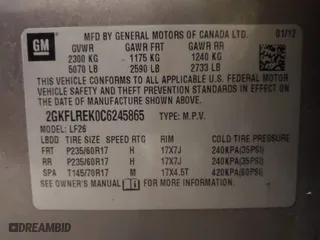 GM
MFD BY GENERAL MOTORS OF CANADA LTD.
01/12
GVWR GAWR FRT GAWR RR
2300 KG 1175 KG 1240 KG
5070 LB 2590 LB 2733 LB
THIS VEHICLE CONFORMS TO ALL APPLICABLE U.S. FEDERAL
MOTOR VEHICLE SAFETY, BUMPER, AND THEFT PREVENTION
STANDARDS IN EFFECT ON THE DATE OF MANUFACTURE
SHOWN ABOVE.
2GKFLREK0C6245865 TYPE: M.P.V.
MODEL: LF26
LBDD TIRE SIZE SPEED RTG RIM COLD TIRE PRESSURE
FRT P235/60R17 H 17X7J 240KPA(35PSI)
RR P235/60R17 H 17X7J 240KPA(35PSI)
SPA T145/70R17 M 17X4.5T 420KPA(60PSI)
SEE OWNER'S MANUAL FOR ADDITIONAL INFORMATION.
AUTODNA